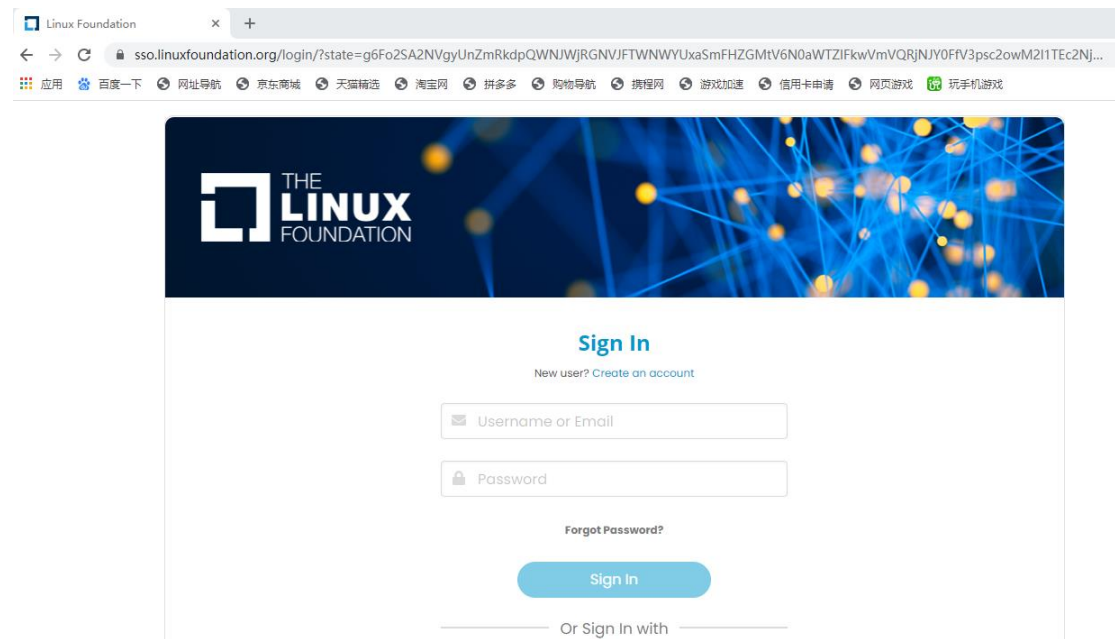 Linux Foundation
sso.linuxfoundation.org/login/?state=g6Fo2SA2NVgyUnZmRkdpQWNJWjRGNVJFTWNWYUxaSmFHZGMtV6N0aWTZIFkwVmVQRjNJY0FfV3psc2owM2I1TEc2Nj...
应用 百度一下 网址导航 京东商城 天猫精选 淘宝网 拼多多 购物导航 携程网 游戏加速 信用卡申请 网页游戏 玩手机游戏
THE
LINUX
FOUNDATION
Sign In
New user? Create an account
Username or Email
Password
Forgot Password?
Sign In
Or Sign In with